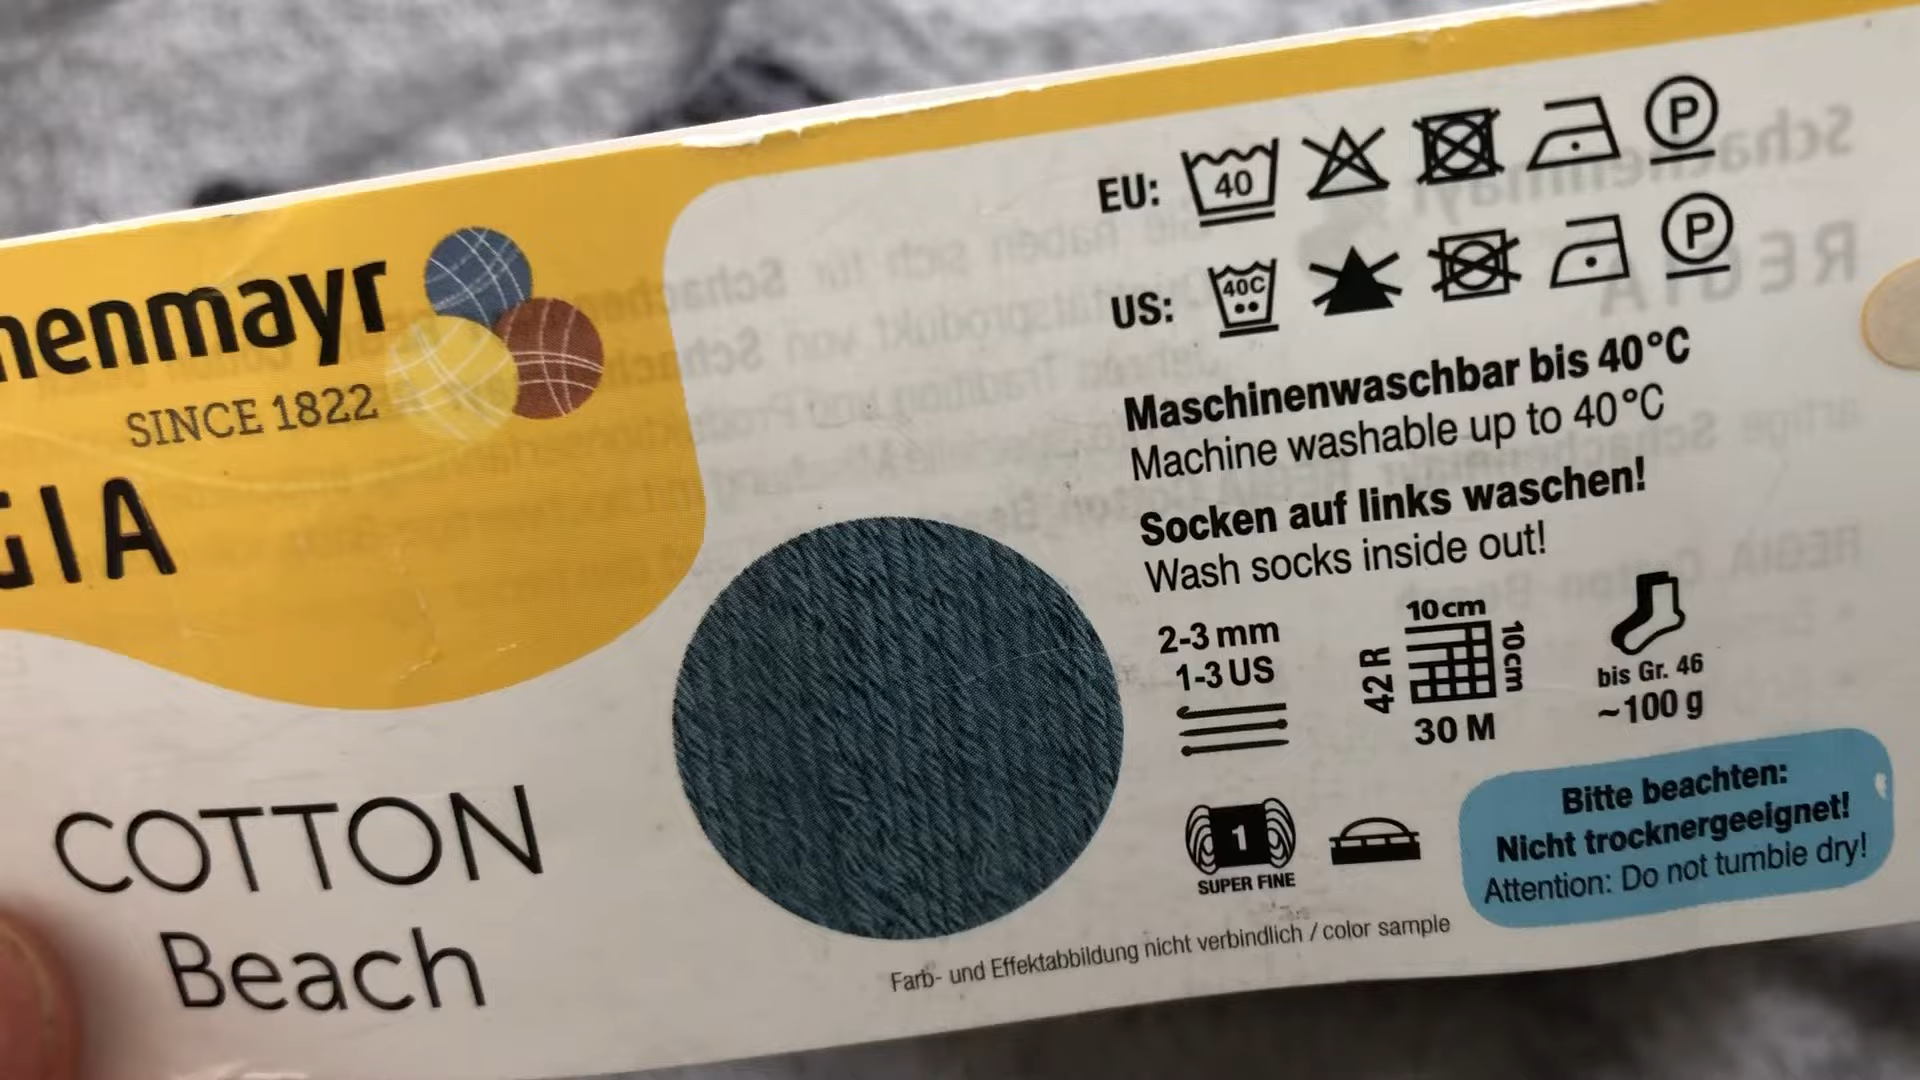 henmayr
SINCE 1822
GIA
COTTON
Beach
EU: 40 P
US: 40C P
Maschinenwaschbar bis 40°C
Machine washable up to 40°C
Socken auf links waschen!
Wash socks inside out!
2-3 mm
1-3 US
10cm
10cm
42 R
30 M
bis Gr. 46
~100 g
1
SUPER FINE
Bitte beachten:
Nicht trocknergeeignet!
Attention: Do not tumble dry!
Farb- und Effektabbildung nicht verbindlich / color sample
Schachenmayr
REGIA